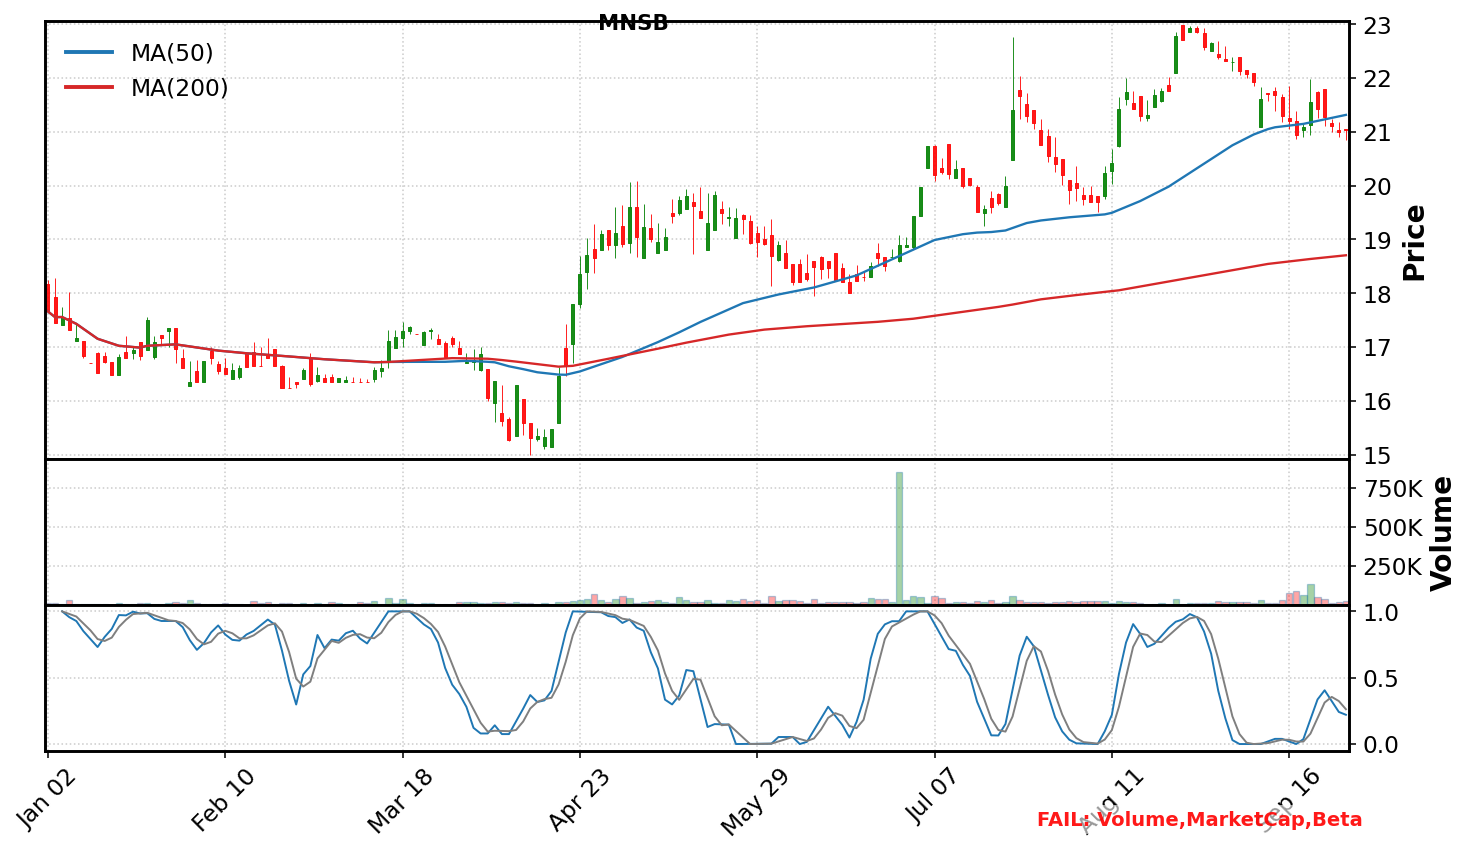 MNSB
MA(50)
MA(200)
23
22
21
20
19
18
17
16
15
Price
750K
500K
250K
Volume
1.0
0.5
0.0
Jan 02
Feb 10
Mar 18
Apr 23
May 29
Jul 07
Aug 11
Sep 16
FAIL: Volume,MarketCap,Beta